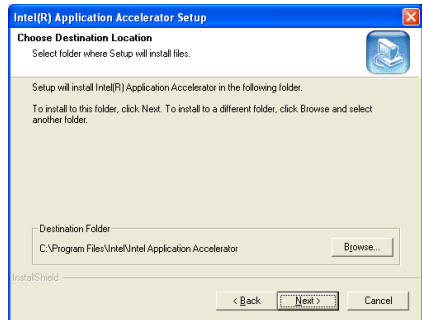 Intel(R) Application Accelerator Setup
Choose Destination Location
Select folder where Setup will install files.
Setup will install Intel(R) Application Accelerator in the following folder.
To install to this folder, click Next. To install to a different folder, click Browse and select
another folder.
Destination Folder
C:\Program Files\Intel\Intel Application Accelerator
Browse...
InstallShield
< Back
Next >
Cancel